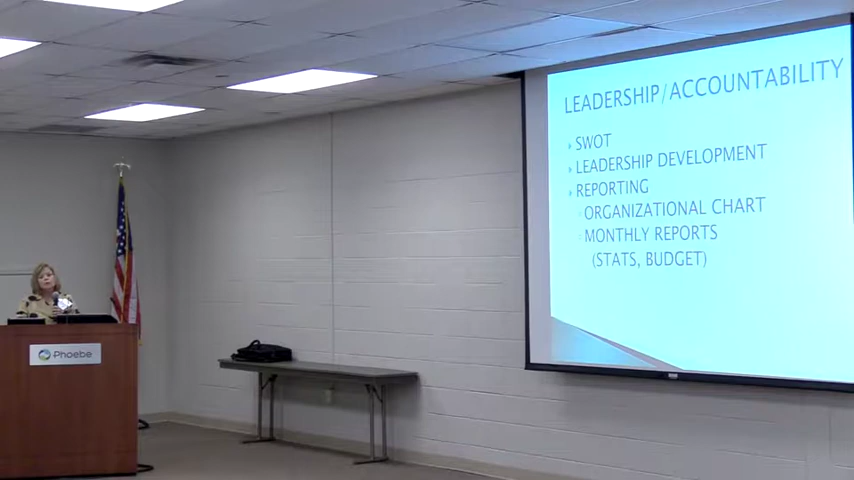 LEADERSHIP/ACCOUNTABILITY
SWOT
LEADERSHIP DEVELOPMENT
REPORTING
ORGANIZATIONAL CHART
MONTHLY REPORTS
(STATS, BUDGET)
Phoebe